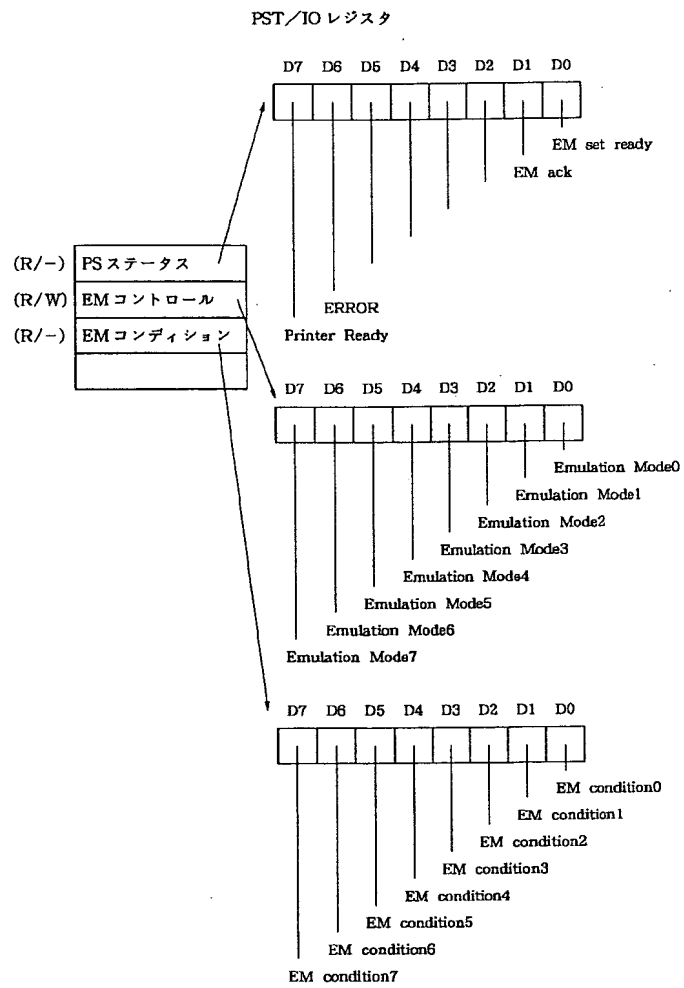 PST／IO レジスタ
D7 D6 D5 D4 D3 D2 D1 D0
EM set ready
EM ack
ERROR
Printer Ready
(R/−) PSステータス
(R/W) EMコントロール
(R/−) EMコンディション
D7 D6 D5 D4 D3 D2 D1 D0
Emulation Mode0
Emulation Mode1
Emulation Mode2
Emulation Mode3
Emulation Mode4
Emulation Mode5
Emulation Mode6
Emulation Mode7
D7 D6 D5 D4 D3 D2 D1 D0
EM condition0
EM condition1
EM condition2
EM condition3
EM condition4
EM condition5
EM condition6
EM condition7